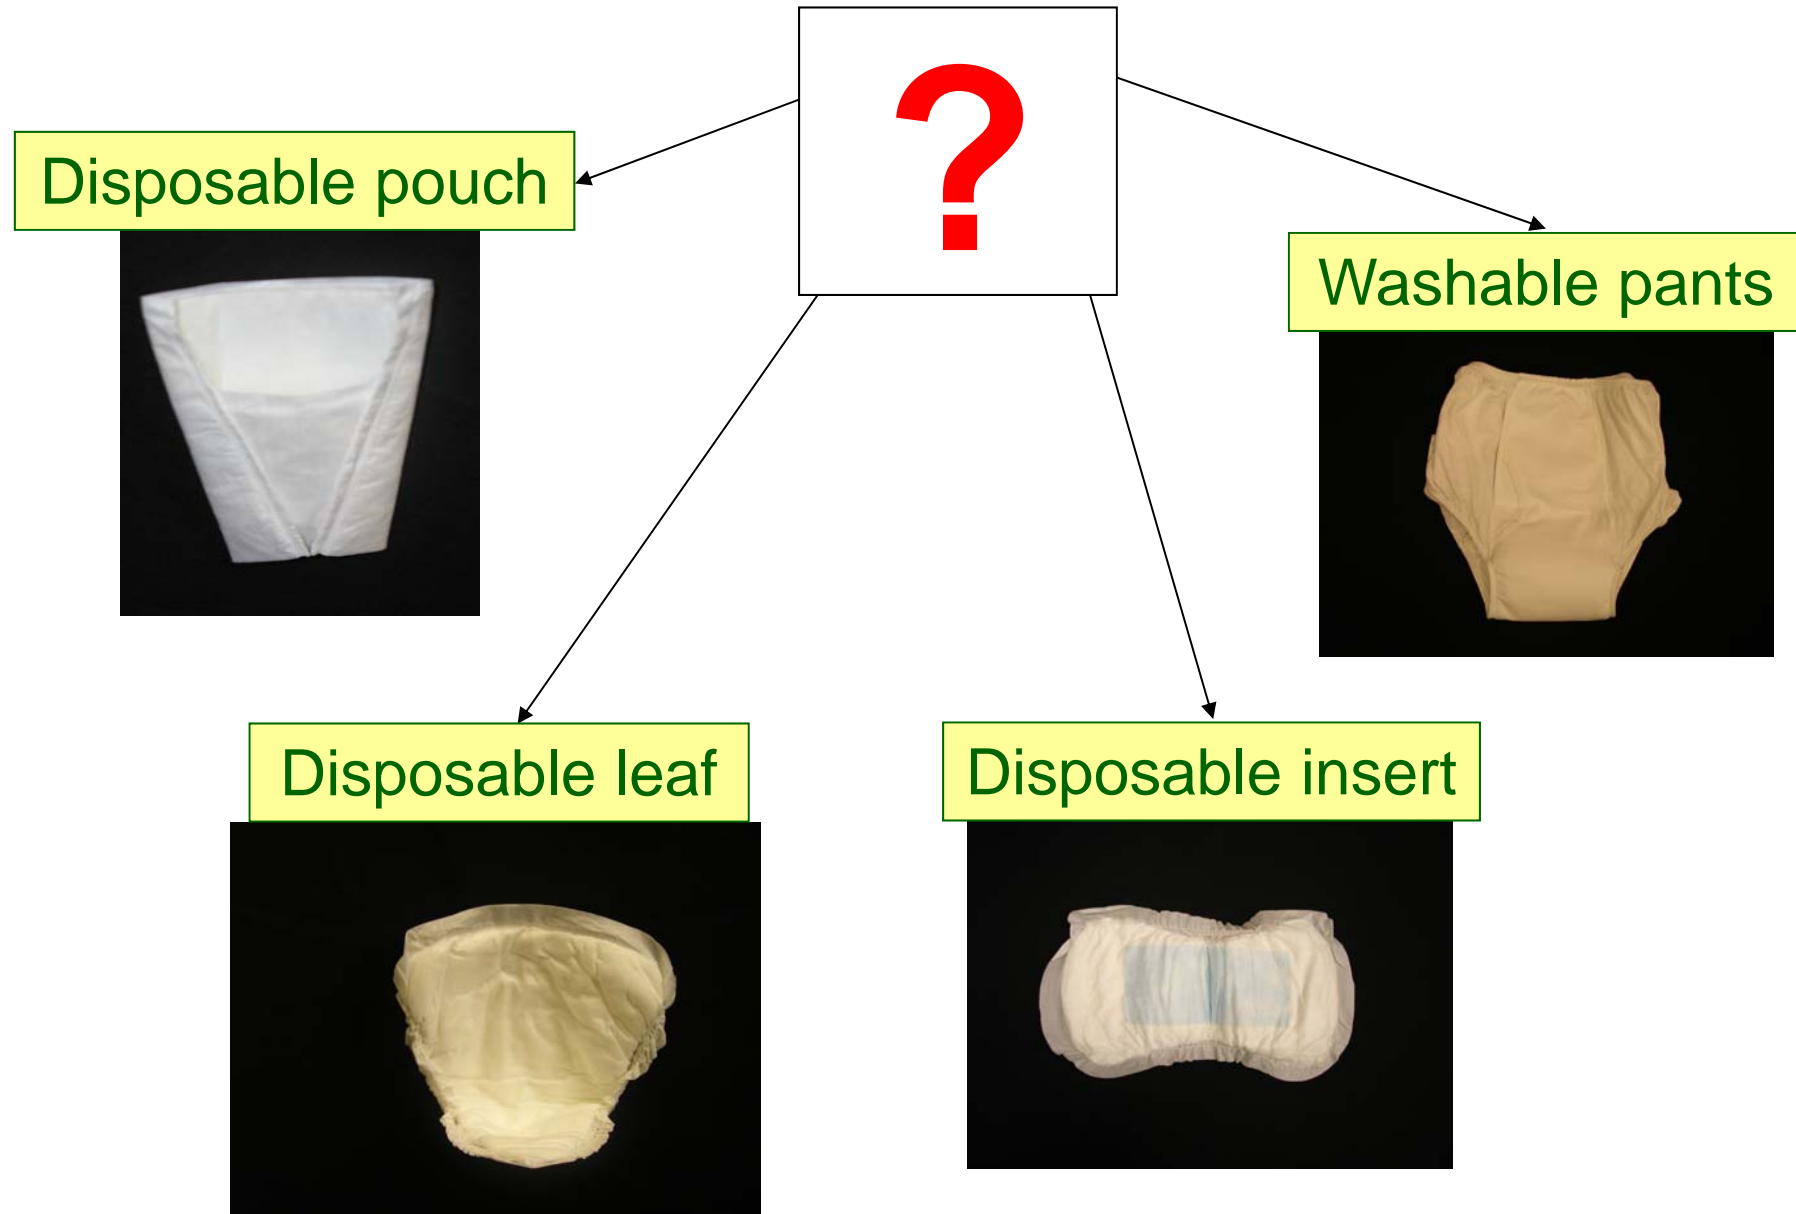 ?
Disposable pouch
Washable pants
Disposable leaf
Disposable insert